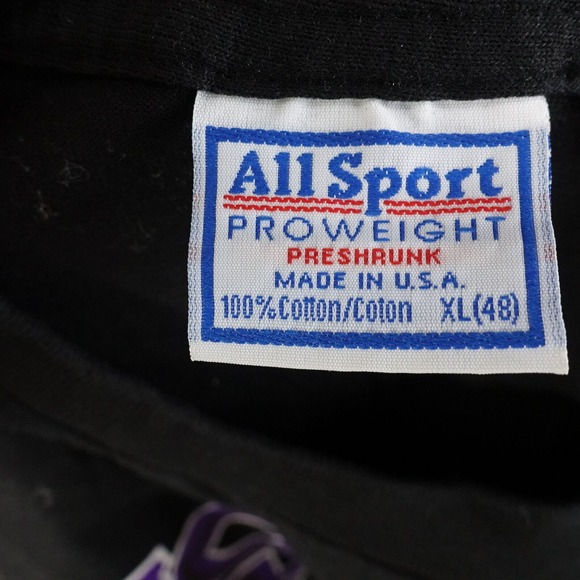 All Sport
PROWEIGHT
PRESHRUNK
MADE IN U.S.A.
100% Cotton/Coton XL(48)
S